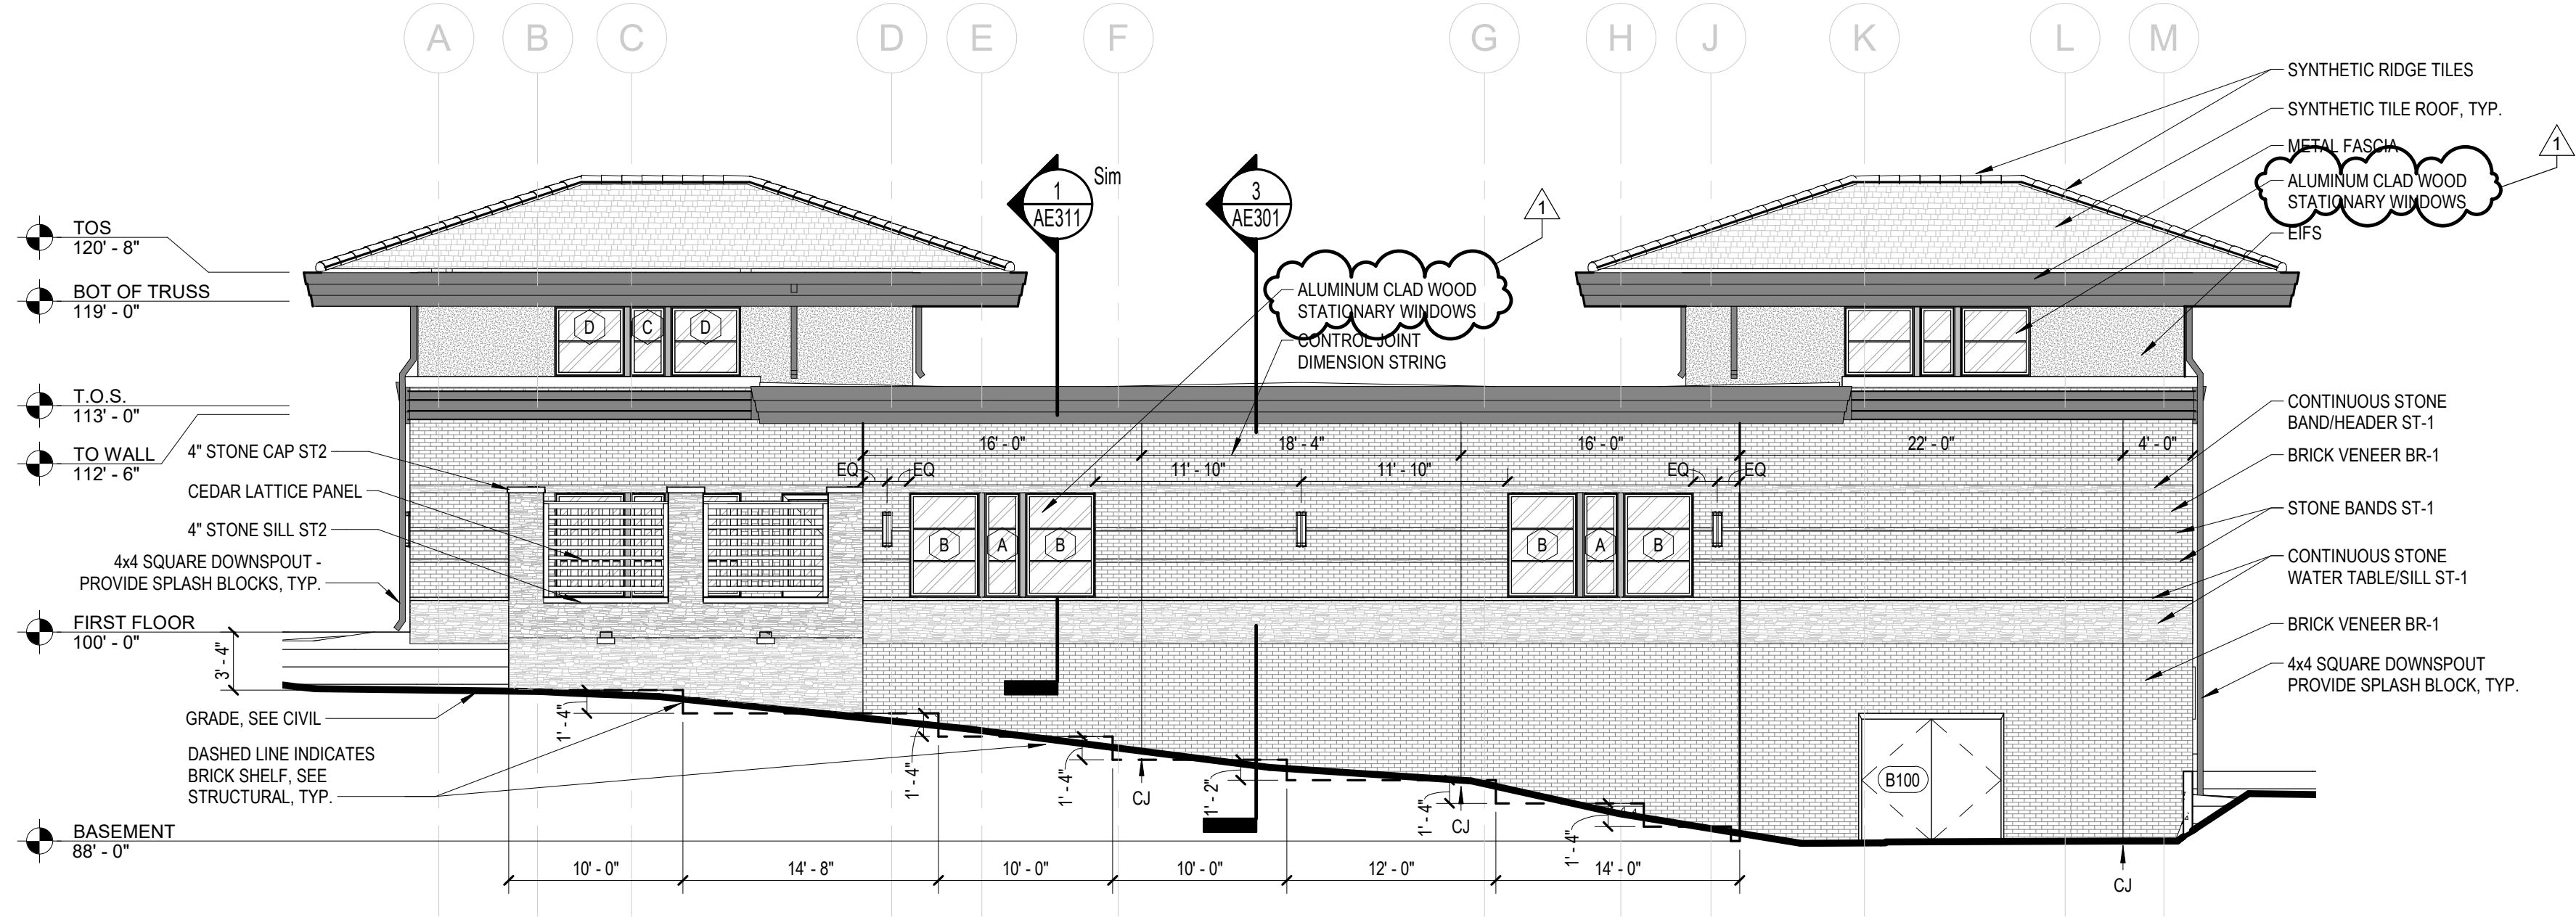 A B C D E F G H J K L M
SYNTHETIC RIDGE TILES
SYNTHETIC TILE ROOF, TYP.
METAL FASCIA
1
ALUMINUM CLAD WOOD
STATIONARY WINDOWS
EIFS
1
AE311
Sim
3
AE301
1
ALUMINUM CLAD WOOD
STATIONARY WINDOWS
CONTROL JOINT
DIMENSION STRING
TOS
120' - 8"
BOT OF TRUSS
119' - 0"
D C D
T.O.S.
113' - 0"
TO WALL
112' - 6"
4" STONE CAP ST2
CEDAR LATTICE PANEL
4" STONE SILL ST2
4x4 SQUARE DOWNSPOUT -
PROVIDE SPLASH BLOCKS, TYP.
FIRST FLOOR
100' - 0"
3' - 4"
GRADE, SEE CIVIL
DASHED LINE INDICATES
BRICK SHELF, SEE
STRUCTURAL, TYP.
BASEMENT
88' - 0"
16' - 0" 18' - 4" 16' - 0" 22' - 0" 4' - 0"
EQ EQ 11' - 10" 11' - 10" EQ EQ
B A B B A B
CONTINUOUS STONE
BAND/HEADER ST-1
BRICK VENEER BR-1
STONE BANDS ST-1
CONTINUOUS STONE
WATER TABLE/SILL ST-1
BRICK VENEER BR-1
4x4 SQUARE DOWNSPOUT
PROVIDE SPLASH BLOCK, TYP.
1' - 4"
1' - 4"
1' - 4"
CJ
1' - 2"
1' - 4"
CJ
1' - 4"
B100
CJ
10' - 0" 14' - 8" 10' - 0" 10' - 0" 12' - 0" 14' - 0"